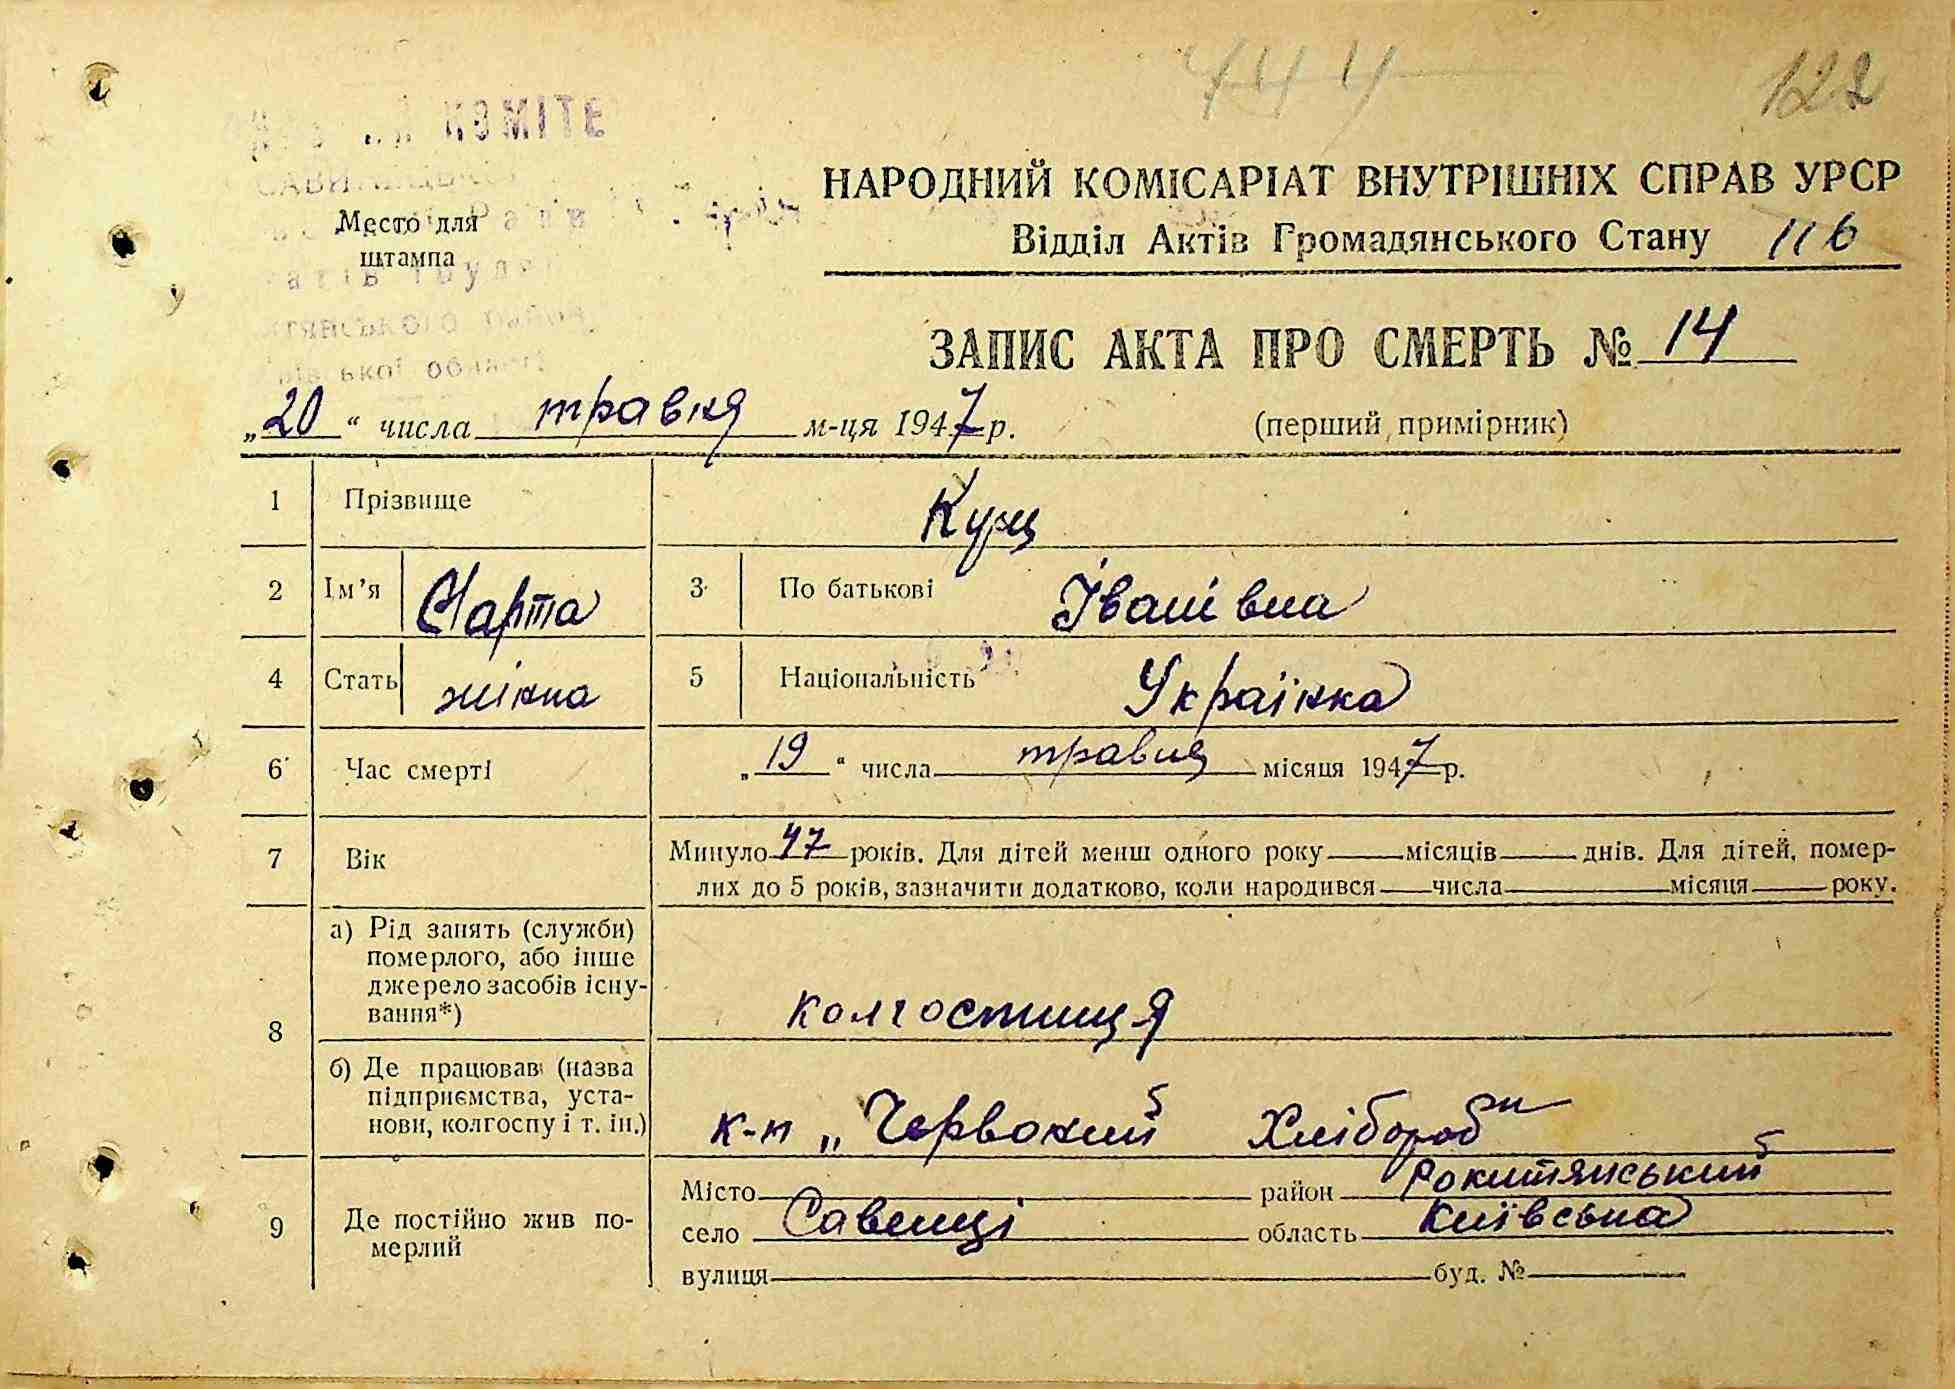 122
КОМІТЕ
НАРОДНИЙ КОМІСАРІАТ ВНУТРІШНІХ СПРАВ УРСР
Место для
штампа
Відділ Актів Громадянського Стану 116
ЗАПИС АКТА ПРО СМЕРТЬ № 14
„20“ числа травня м-ця 1947 р. (перший примірник)
1 Прізвище Кущ
2 Ім'я Марта 3 По батькові Іванівна
4 Стать жінка 5 Національність Українка
6 Час смерті „19“ числа травня місяця 1947 р.
7 Вік Минуло 47 років. Для дітей менш одного року місяців днів. Для дітей, помер-
лих до 5 років, зазначити додатково, коли народився числа місяця року.
8 а) Рід занять (служби)
померлого, або інше
джерело засобів існу-
вання*) колгоспниця
б) Де працював (назва
підприємства, уста-
нови, колгоспу і т. ін.) к-п „Червоний Хлібороб"
9 Де постійно жив по-
мерлий
Місто район Рокитянський
село Савенці область Київська
вулиця буд. №